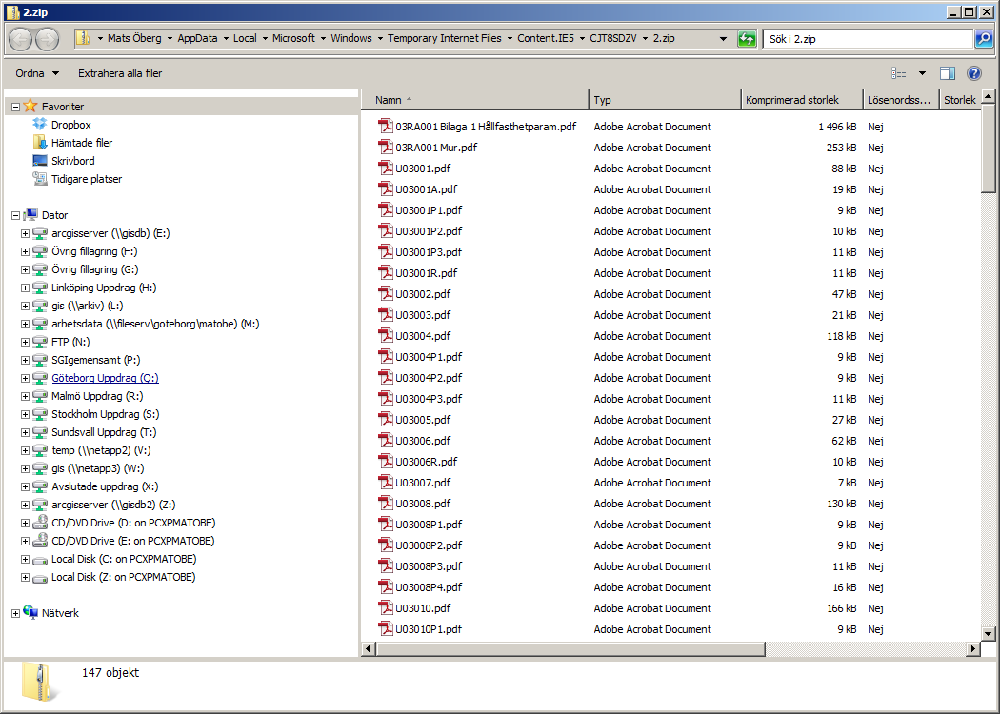 2.zip
Mats Öberg AppData Local Microsoft Windows Temporary Internet Files Content.IE5 CJT8SDZV 2.zip Sök i 2.zip
Ordna Extrahera alla filer
Favoriter
Dropbox
Hämtade filer
Skrivbord
Tidigare platser
Dator
arcgisserver (\\gisdb) (E:)
Övrig fillagring (F:)
Övrig fillagring (G:)
Linköping Uppdrag (H:)
gis (\\arkiv) (L:)
arbetsdata (\\fileserv\goteborg\matobe) (M:)
FTP (N:)
SGIgemensamt (P:)
Göteborg Uppdrag (Q:)
Malmö Uppdrag (R:)
Stockholm Uppdrag (S:)
Sundsvall Uppdrag (T:)
temp (\\netapp2) (V:)
gis (\\netapp3) (W:)
Avslutade uppdrag (X:)
arcgisserver (\\gisdb2) (Z:)
CD/DVD Drive (D: on PCXPMATOBE)
CD/DVD Drive (E: on PCXPMATOBE)
Local Disk (C: on PCXPMATOBE)
Local Disk (Z: on PCXPMATOBE)
Nätverk
Namn Typ Komprimerad storlek Lösenordss... Storlek
03RA001 Bilaga 1 Hållfasthetparam.pdf Adobe Acrobat Document 1 496 kB Nej
03RA001 Mur.pdf Adobe Acrobat Document 253 kB Nej
U03001.pdf Adobe Acrobat Document 88 kB Nej
U03001A.pdf Adobe Acrobat Document 19 kB Nej
U03001P1.pdf Adobe Acrobat Document 9 kB Nej
U03001P2.pdf Adobe Acrobat Document 10 kB Nej
U03001P3.pdf Adobe Acrobat Document 11 kB Nej
U03001R.pdf Adobe Acrobat Document 11 kB Nej
U03002.pdf Adobe Acrobat Document 47 kB Nej
U03003.pdf Adobe Acrobat Document 21 kB Nej
U03004.pdf Adobe Acrobat Document 118 kB Nej
U03004P1.pdf Adobe Acrobat Document 9 kB Nej
U03004P2.pdf Adobe Acrobat Document 9 kB Nej
U03004P3.pdf Adobe Acrobat Document 11 kB Nej
U03005.pdf Adobe Acrobat Document 27 kB Nej
U03006.pdf Adobe Acrobat Document 62 kB Nej
U03006R.pdf Adobe Acrobat Document 10 kB Nej
U03007.pdf Adobe Acrobat Document 7 kB Nej
U03008.pdf Adobe Acrobat Document 130 kB Nej
U03008P1.pdf Adobe Acrobat Document 9 kB Nej
U03008P2.pdf Adobe Acrobat Document 9 kB Nej
U03008P3.pdf Adobe Acrobat Document 11 kB Nej
U03008P4.pdf Adobe Acrobat Document 16 kB Nej
U03010.pdf Adobe Acrobat Document 166 kB Nej
U03010P1.pdf Adobe Acrobat Document 9 kB Nej
147 objekt